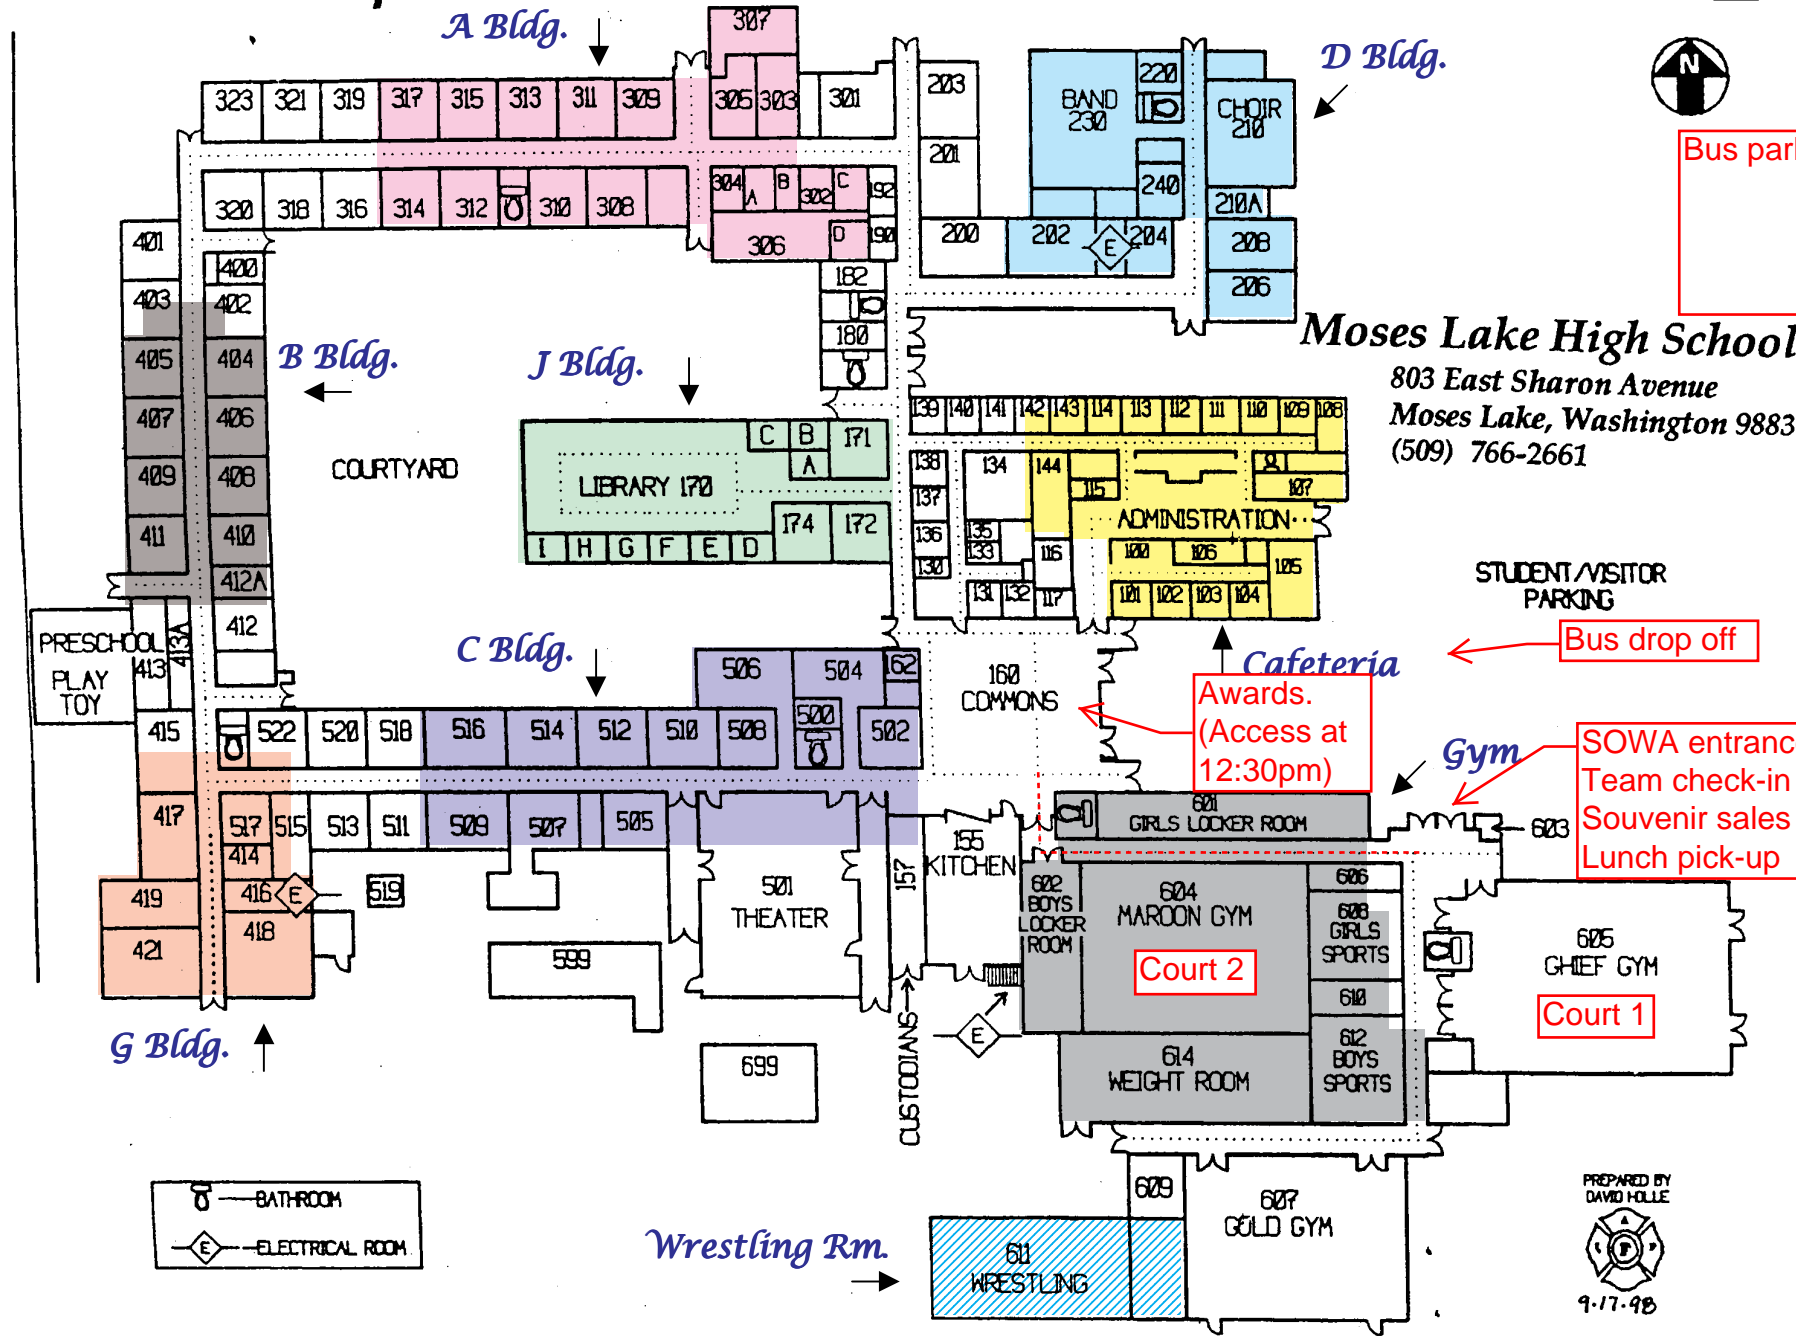 A Bldg.
307
D Bldg.
N
323 321 319 317 315 313 311 309
305 303 301
203
BAND
230
220
CHOIR
210
Bus par
201
304 A B 302 C 192
240
320 318 316 314 312 310 308
210A
401
306 D 190
200 202 E 204
208
400
182
206
403 402
180
Moses Lake High School
405 404
B Bldg.
J Bldg.
803 East Sharon Avenue
407 406
139 140 141 142 143 114 113 112 111 110 109 108
Moses Lake, Washington 9883
C B 171
A
(509) 766-2661
409 408
COURTYARD
LIBRARY 170
138 134 144
137 115 107
411 410
174 172
136 135
133
ADMINISTRATION
I H G F E D
130 116 100 106 105
412A
131 132 117 101 102 103 104
STUDENT/VISITOR
PARKING
412
PRESCHOOL
PLAY
TOY
413 413A
C Bldg.
506 504 162
160
COMMONS
Cafeteria
Bus drop off
Awards.
(Access at
12:30pm)
415 522 520 518 516 514 512 510 508 500 502
Gym
SOWA entranc
Team check-in
Souvenir sales
Lunch pick-up
417 517 515 513 511 509 507 505
414
601
GIRLS LOCKER ROOM
603
155
KITCHEN
157
419 416 E 519
501
THEATER
602
BOYS
LOCKER
ROOM
604
MAROON GYM
606
608
GIRLS
SPORTS
421 418
599
Court 2
605
GHIEF GYM
610
Court 1
G Bldg.
CUSTODIANS
E
699
614
WEIGHT ROOM
612
BOYS
SPORTS
BATHROOM
E ELECTRICAL ROOM
Wrestling Rm.
609
607
GOLD GYM
611
WRESTLING
PREPARED BY
DAVID HOLLE
F
9-17-98